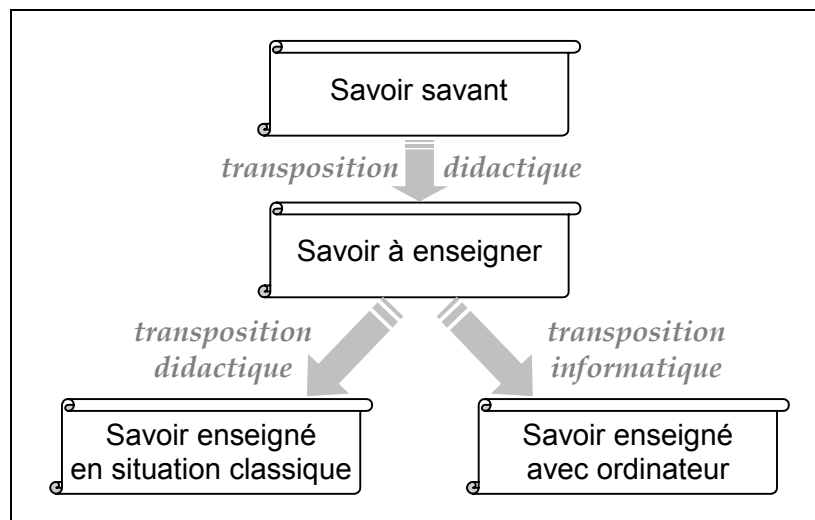 Savoir savant
transposition didactique
Savoir à enseigner
transposition
didactique
transposition
informatique
Savoir enseigné
en situation classique
Savoir enseigné
avec ordinateur